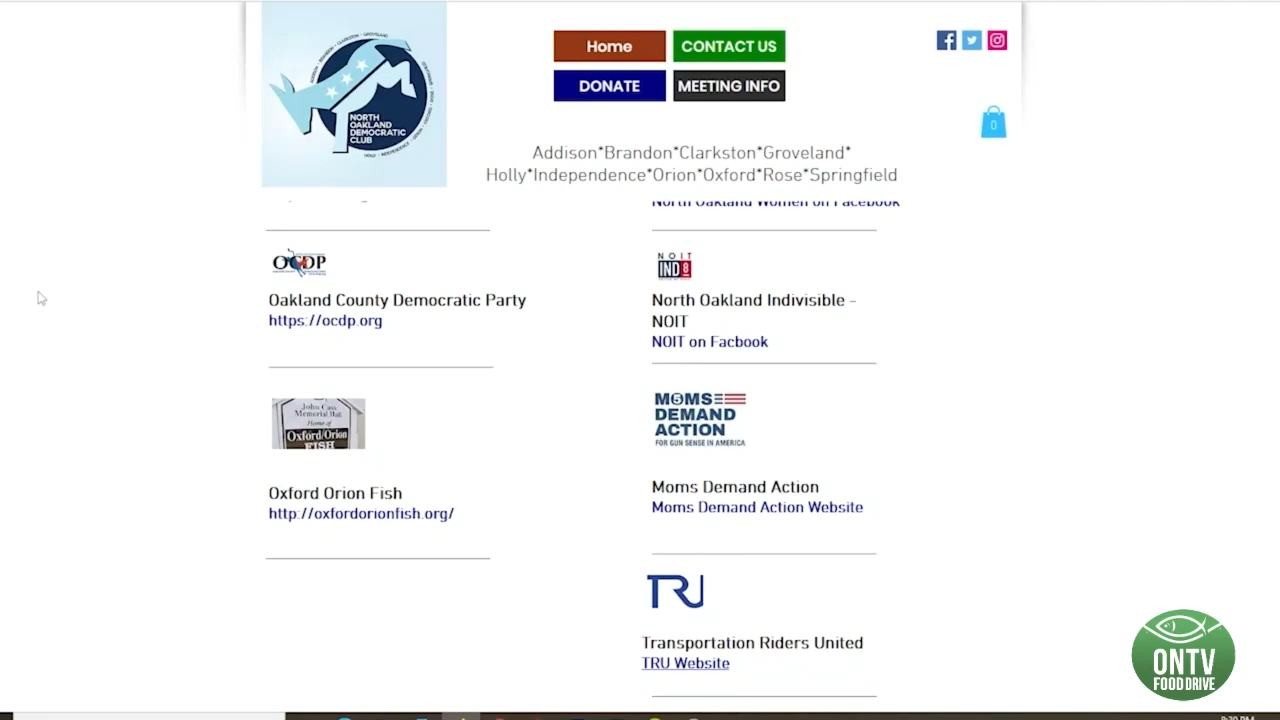 Home
CONTACT US
DONATE
MEETING INFO
NORTH
OAKLAND
DEMOCRATIC
CLUB
0
Addison*Brandon*Clarkston*Groveland*
Holly*Independence*Orion*Oxford*Rose*Springfield
North Oakland Women on Facebook
OCDP
Oakland County Democratic Party
https://ocdp.org
NOIT
IND8
North Oakland Indivisible -
NOIT
NOIT on Facbook
John Cass
Memorial Hall
Home of
Oxford/Orion
FISH
Oxford Orion Fish
http://oxfordorionfish.org/
MOMS
DEMAND
ACTION
FOR GUN SENSE IN AMERICA
Moms Demand Action
Moms Demand Action Website
TRU
Transportation Riders United
TRU Website
ONTV
FOOD DRIVE